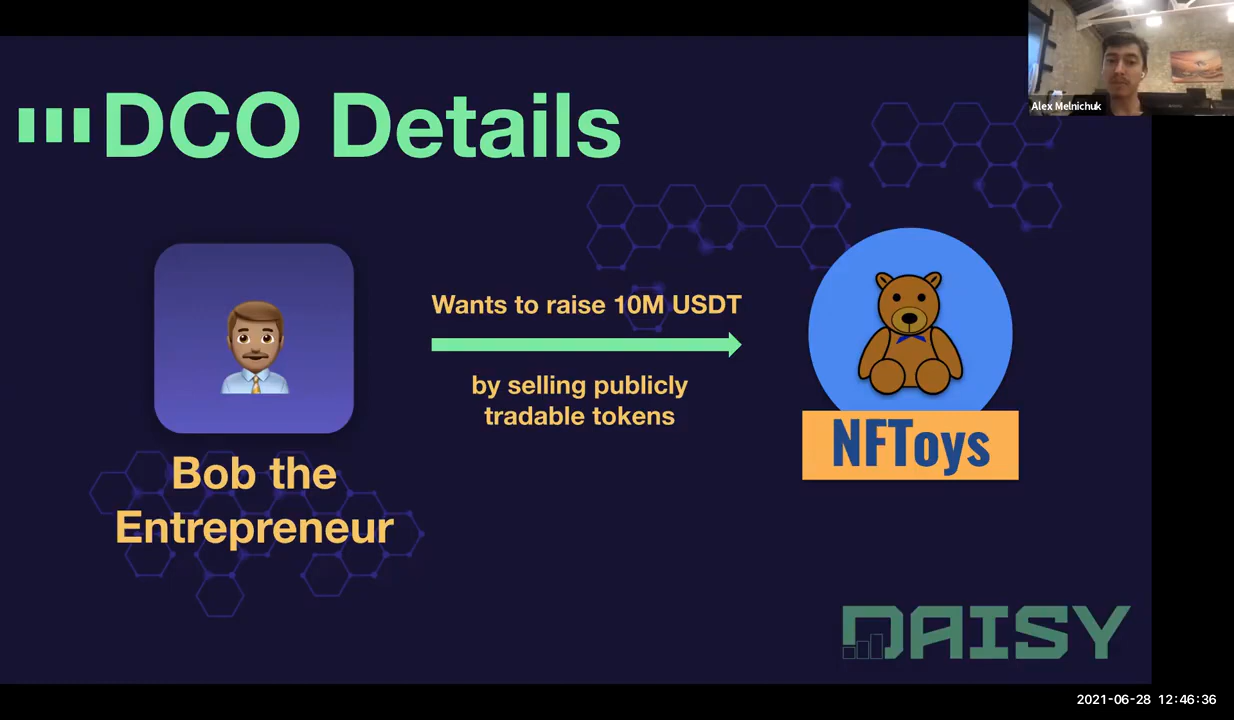 DCO Details
Alex Melnichuk
Wants to raise 10M USDT
by selling publicly
tradable tokens
NFToys
Bob the
Entrepreneur
DAISY
2021-06-28 12:46:36